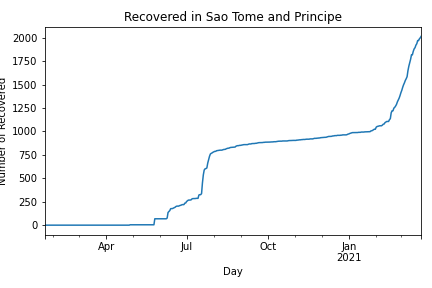 Recovered in Sao Tome and Principe
2000
1750
1500
1250
1000
750
500
250
0
Number of Recovered
Apr
Jul
Oct
Jan
2021
Day